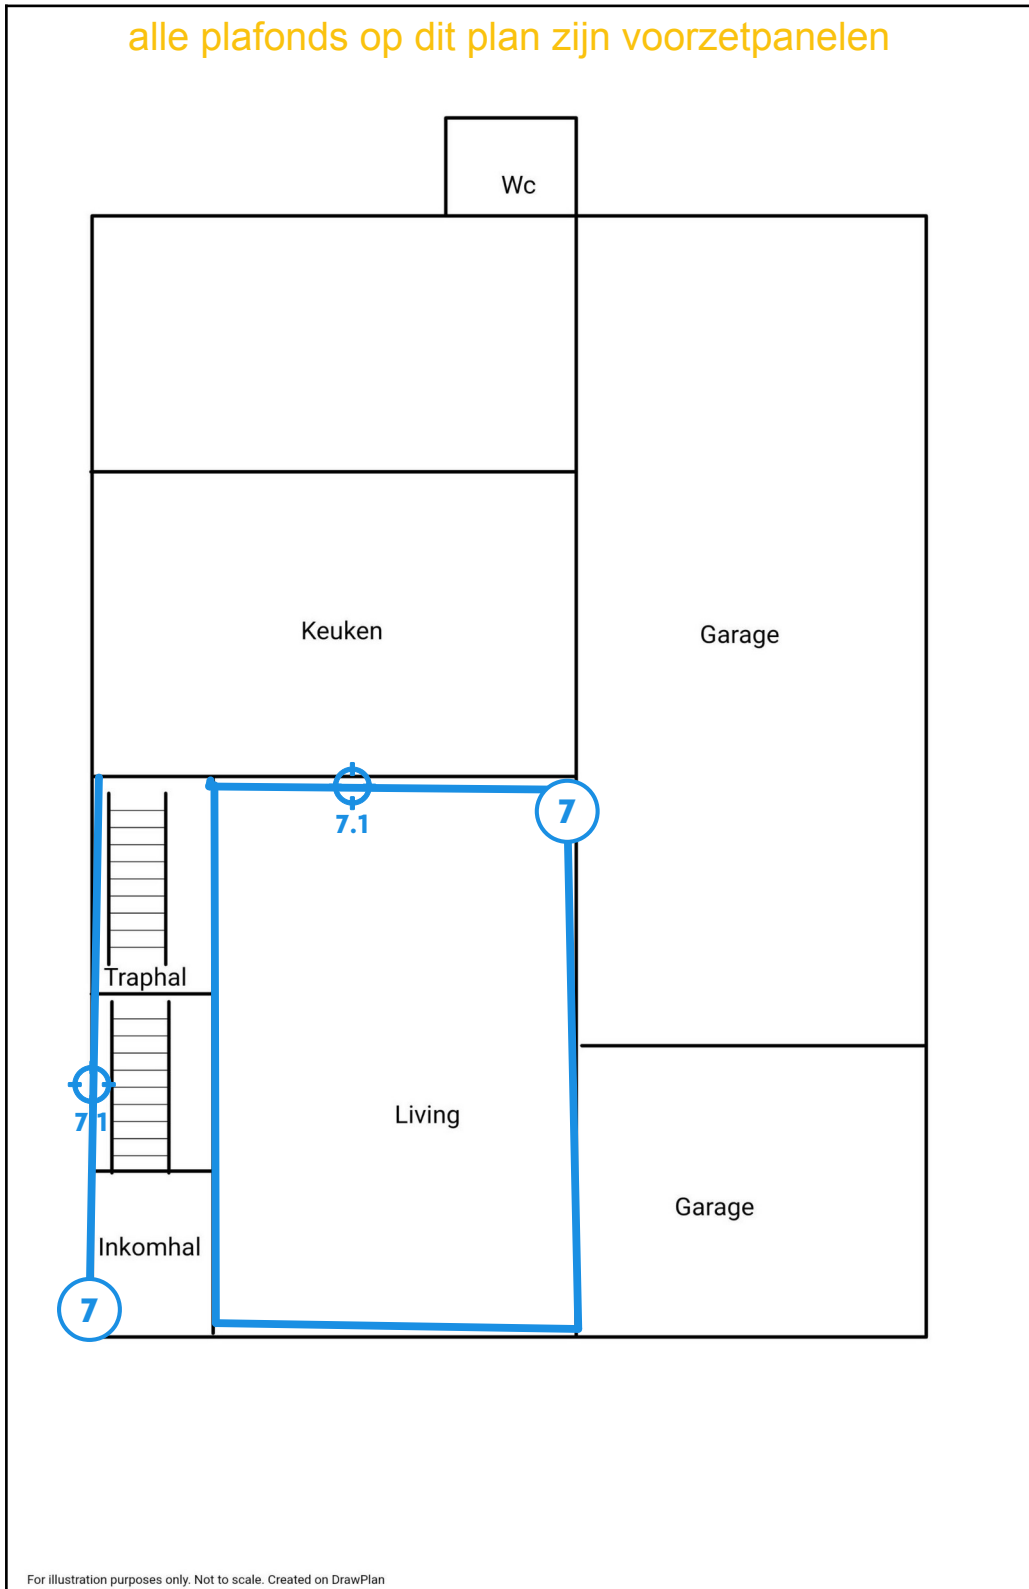 alle plafonds op dit plan zijn voorzetpanelen
Wc
Keuken
Garage
7
7.1
Traphal
7.1
Living
Garage
Inkomhal
7
For illustration purposes only. Not to scale. Created on DrawPlan